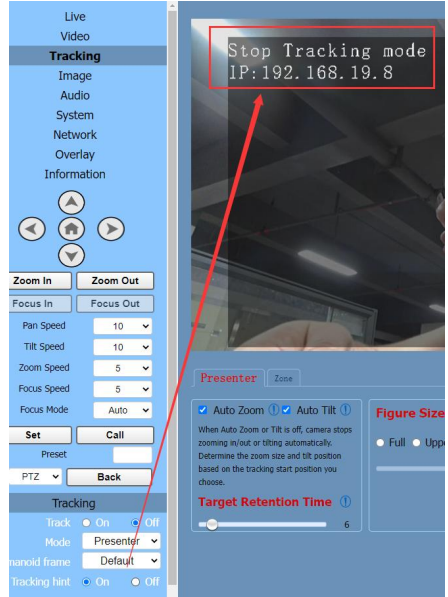 Live
Video
Tracking
Image
Audio
System
Network
Overlay
Information
Zoom In Zoom Out
Focus In Focus Out
Pan Speed 10
Tilt Speed 10
Zoom Speed 5
Focus Speed 5
Focus Mode Auto
Set Call
Preset
PTZ Back
Tracking
Track On Off
Mode Presenter
frame Default
Tracking hint On Off
Stop Tracking mode
IP:192.168.19.8
Presenter Zone
Auto Zoom Auto Tilt
When Auto Zoom or Tilt is off, camera stops
zooming in/out or tilting automatically.
Determine the zoom size and tilt position
based on the tracking start position you
choose.
Target Retention Time
6
Figure Size
Full Uppe